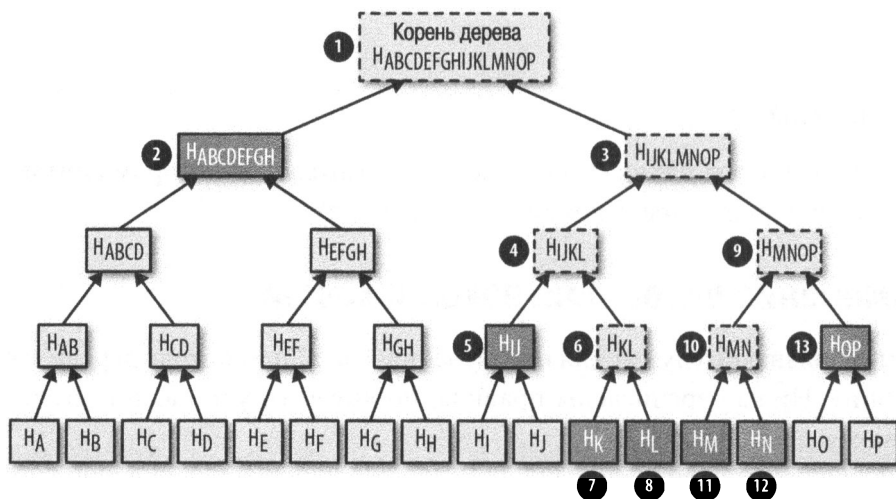 Корень дерева
1 HABCDEFGHIJKLMNOP
2 HABCDEFGH 3 HIJKLMNOP
HABCD HEFGH 4 HIJKL 9 HMNOP
HAB HCD HEF HGH 5 HIJ 6 HKL 10 HMN 13 HOP
HA HB HC HD HE HF HG HH HI HJ HK HL HM HN HO HP
7 8 11 12